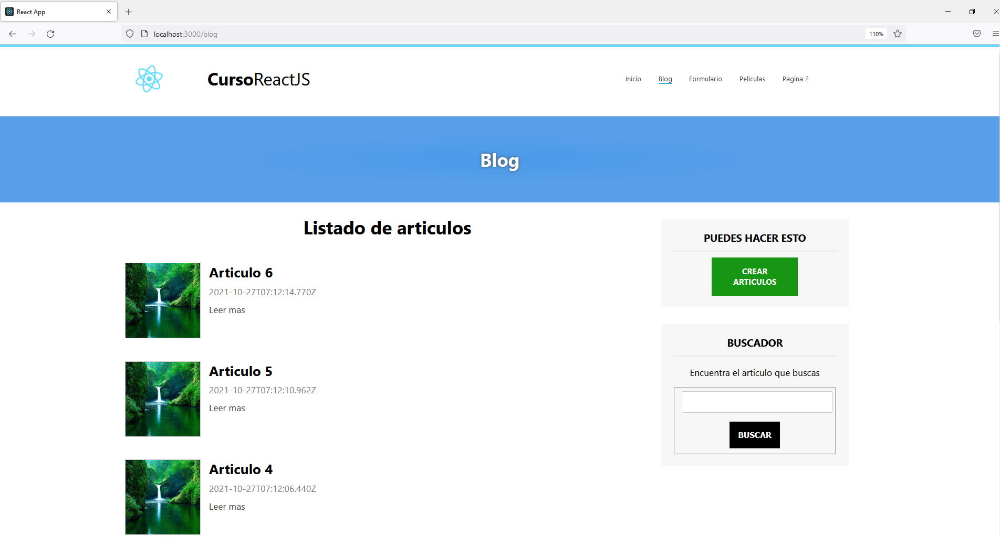 React App
localhost:3000/blog
110%
CursoReactJS
Inicio
Blog
Formulario
Peliculas
Pagina 2
Blog
Listado de articulos
Articulo 6
2021-10-27T07:12:14.770Z
Leer mas
Articulo 5
2021-10-27T07:12:10.962Z
Leer mas
Articulo 4
2021-10-27T07:12:06.440Z
Leer mas
PUEDES HACER ESTO
CREAR
ARTICULOS
BUSCADOR
Encuentra el articulo que buscas
BUSCAR